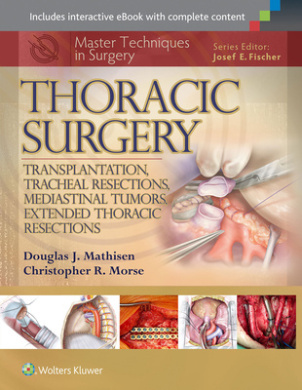 Includes interactive eBook with complete content
Master Techniques
in Surgery
Series Editor:
Josef E. Fischer
THORACIC
SURGERY
TRANSPLANTATION,
TRACHEAL RESECTIONS,
MEDIASTINAL TUMORS
EXTENDED THORACIC
RESECTIONS
Douglas J. Mathisen
Christopher R. Morse
Wolters Kluwer